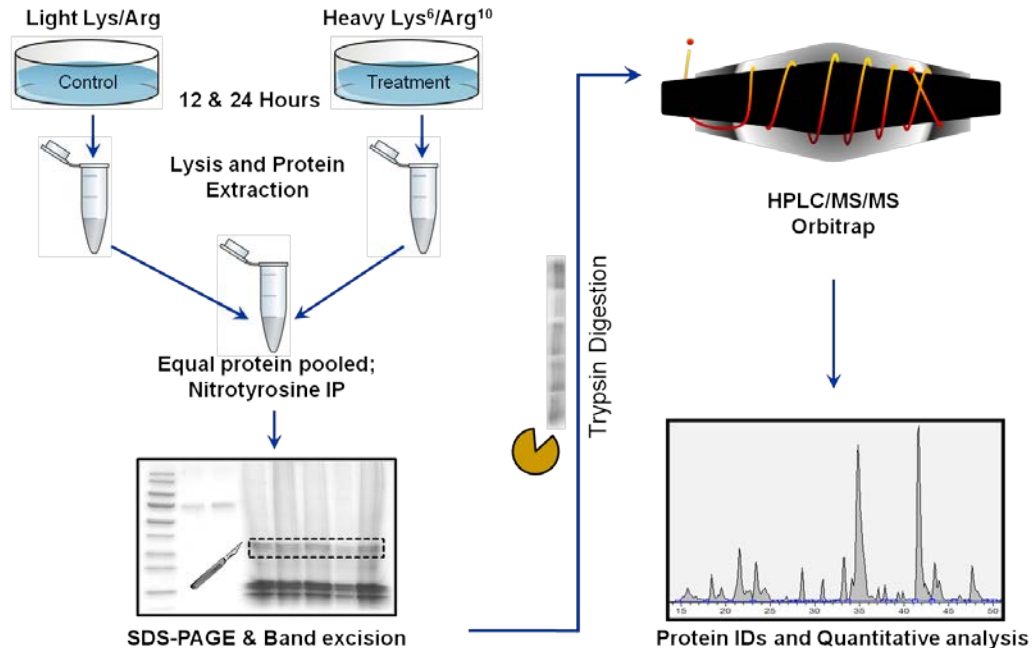 Light Lys/Arg
Heavy Lys⁶/Arg¹⁰
Control
Treatment
12 & 24 Hours
Lysis and Protein
Extraction
Equal protein pooled;
Nitrotyrosine IP
SDS-PAGE & Band excision
Trypsin Digestion
HPLC/MS/MS
Orbitrap
15 20 25 30 35 40 45 50
Protein IDs and Quantitative analysis